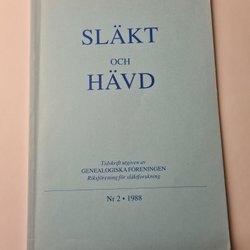 SLÄKT
OCH
HÄVD
Tidskrift utgiven av
GENEALOGISKA FÖRENINGEN
Riksförening för släktforskning
Nr 2 • 1988